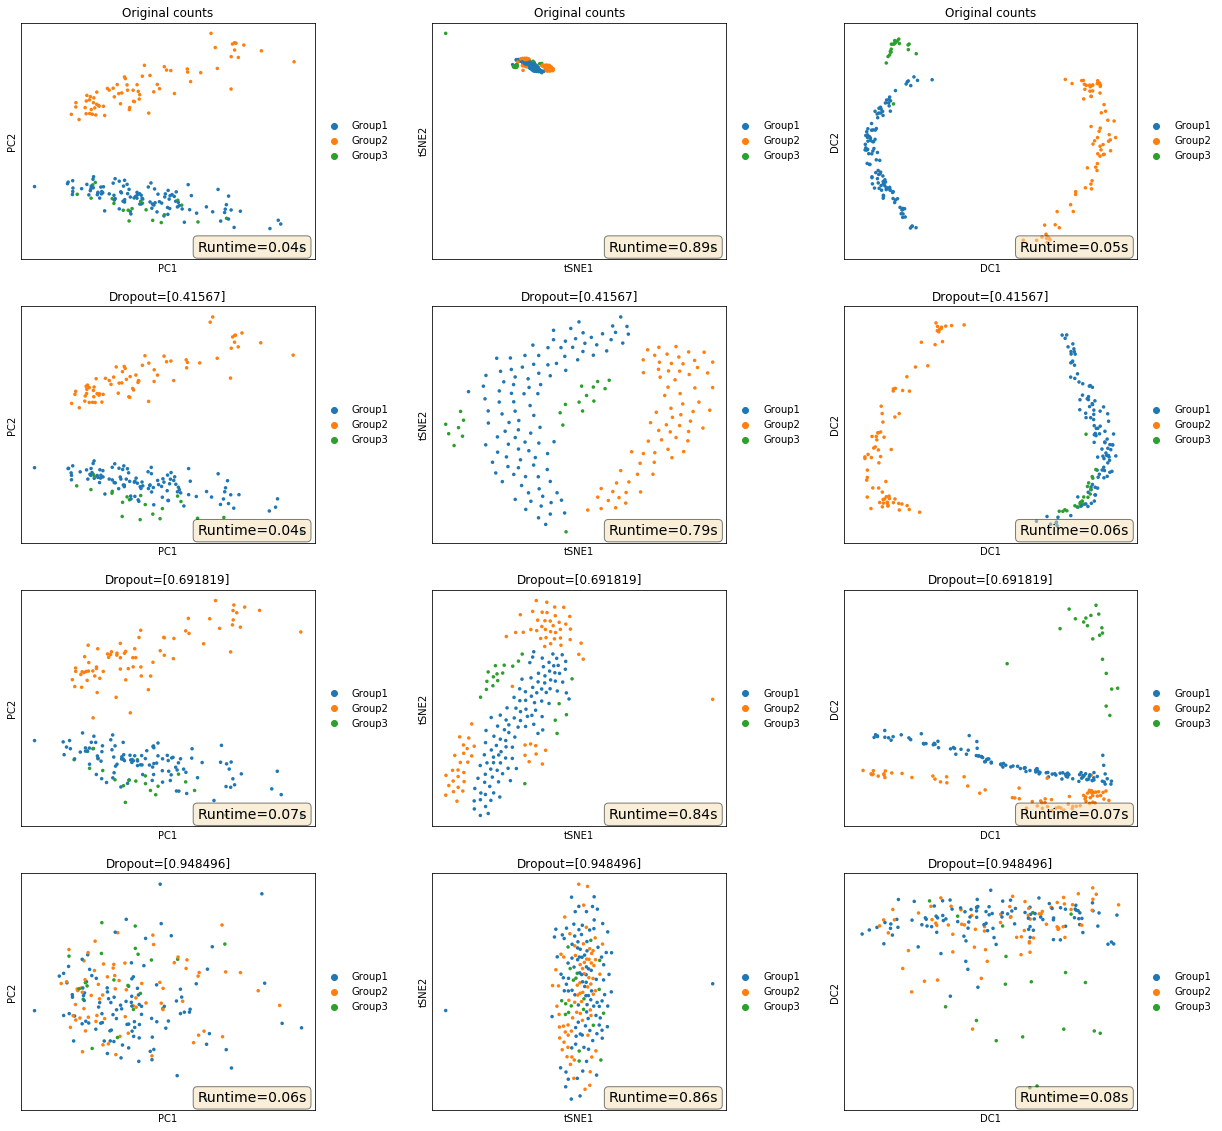 Original counts
PC2
PC1
Group1
Group2
Group3
Runtime=0.04s
Original counts
tSNE2
tSNE1
Group1
Group2
Group3
Runtime=0.89s
Original counts
DC2
DC1
Group1
Group2
Group3
Runtime=0.05s
Dropout=[0.41567]
PC2
PC1
Group1
Group2
Group3
Runtime=0.04s
Dropout=[0.41567]
tSNE2
tSNE1
Group1
Group2
Group3
Runtime=0.79s
Dropout=[0.41567]
DC2
DC1
Group1
Group2
Group3
Runtime=0.06s
Dropout=[0.691819]
PC2
PC1
Group1
Group2
Group3
Runtime=0.07s
Dropout=[0.691819]
tSNE2
tSNE1
Group1
Group2
Group3
Runtime=0.84s
Dropout=[0.691819]
DC2
DC1
Group1
Group2
Group3
Runtime=0.07s
Dropout=[0.948496]
PC2
PC1
Group1
Group2
Group3
Runtime=0.06s
Dropout=[0.948496]
tSNE2
tSNE1
Group1
Group2
Group3
Runtime=0.86s
Dropout=[0.948496]
DC2
DC1
Group1
Group2
Group3
Runtime=0.08s